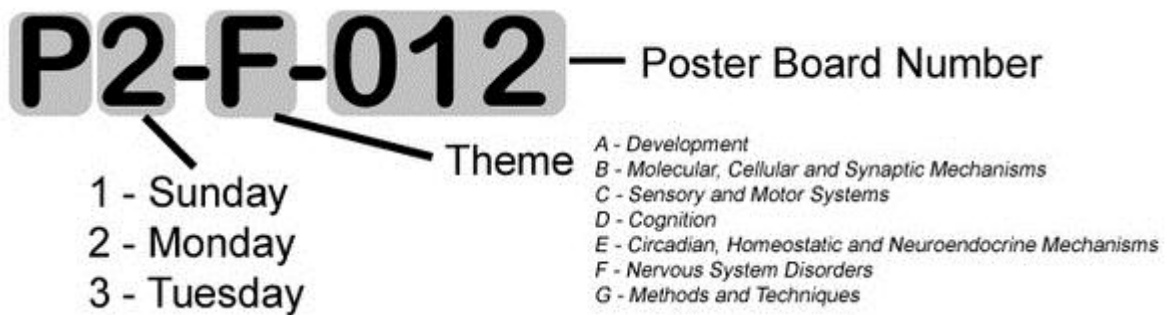 P2-F-012
Poster Board Number
Theme
1 - Sunday
2 - Monday
3 - Tuesday
A - Development
B - Molecular, Cellular and Synaptic Mechanisms
C - Sensory and Motor Systems
D - Cognition
E - Circadian, Homeostatic and Neuroendocrine Mechanisms
F - Nervous System Disorders
G - Methods and Techniques